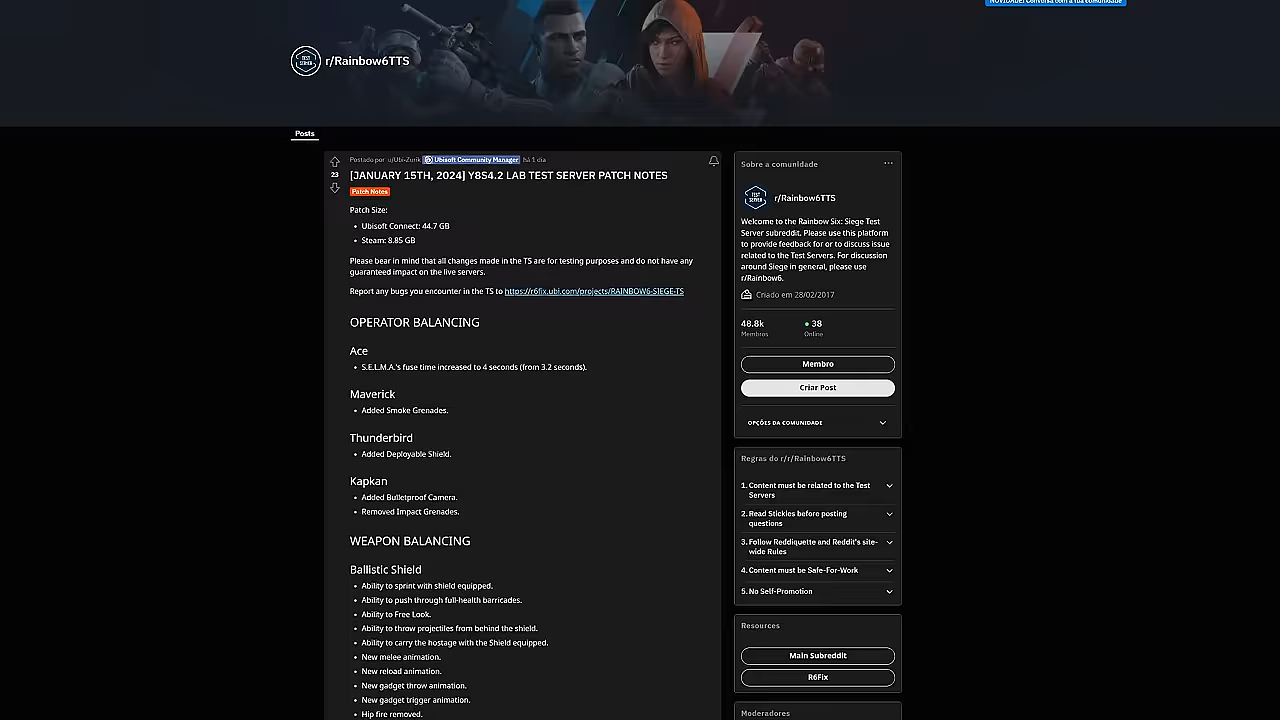 NOVIDADE! Conversa com a tua comunidade
r/Rainbow6TTS
Posts
Postado por u/Ubi-Zurik Ubisoft Community Manager há 1 dia
23
[JANUARY 15TH, 2024] Y8S4.2 LAB TEST SERVER PATCH NOTES
Patch Notes
Patch Size:
• Ubisoft Connect: 44.7 GB
• Steam: 8.85 GB
Please bear in mind that all changes made in the TS are for testing purposes and do not have any
guaranteed impact on the live servers.
Report any bugs you encounter in the TS to https://r6fix.ubi.com/projects/RAINBOW6-SIEGE-TS
OPERATOR BALANCING
Ace
• S.E.L.M.A.'s fuse time increased to 4 seconds (from 3.2 seconds).
Maverick
• Added Smoke Grenades.
Thunderbird
• Added Deployable Shield.
Kapkan
• Added Bulletproof Camera.
• Removed Impact Grenades.
WEAPON BALANCING
Ballistic Shield
• Ability to sprint with shield equipped.
• Ability to push through full-health barricades.
• Ability to Free Look.
• Ability to throw projectiles from behind the shield.
• Ability to carry the hostage with the Shield equipped.
• New melee animation.
• New reload animation.
• New gadget throw animation.
• New gadget trigger animation.
• Hip fire removed.
Sobre a comunidade
TEST
SERVER
r/Rainbow6TTS
Welcome to the Rainbow Six: Siege Test
Server subreddit. Please use this platform
to provide feedback for or to discuss issue
related to the Test Servers. For discussion
around Siege in general, please use
r/Rainbow6.
Criado em 28/02/2017
48.8k
Membros
38
Online
Membro
Criar Post
OPÇÕES DA COMUNIDADE
Regras do r/r/Rainbow6TTS
1. Content must be related to the Test
Servers
2. Read Stickies before posting
questions
3. Follow Reddiquette and Reddit's site-
wide Rules
4. Content must be Safe-For-Work
5. No Self-Promotion
Resources
Main Subreddit
R6Fix
Moderadores